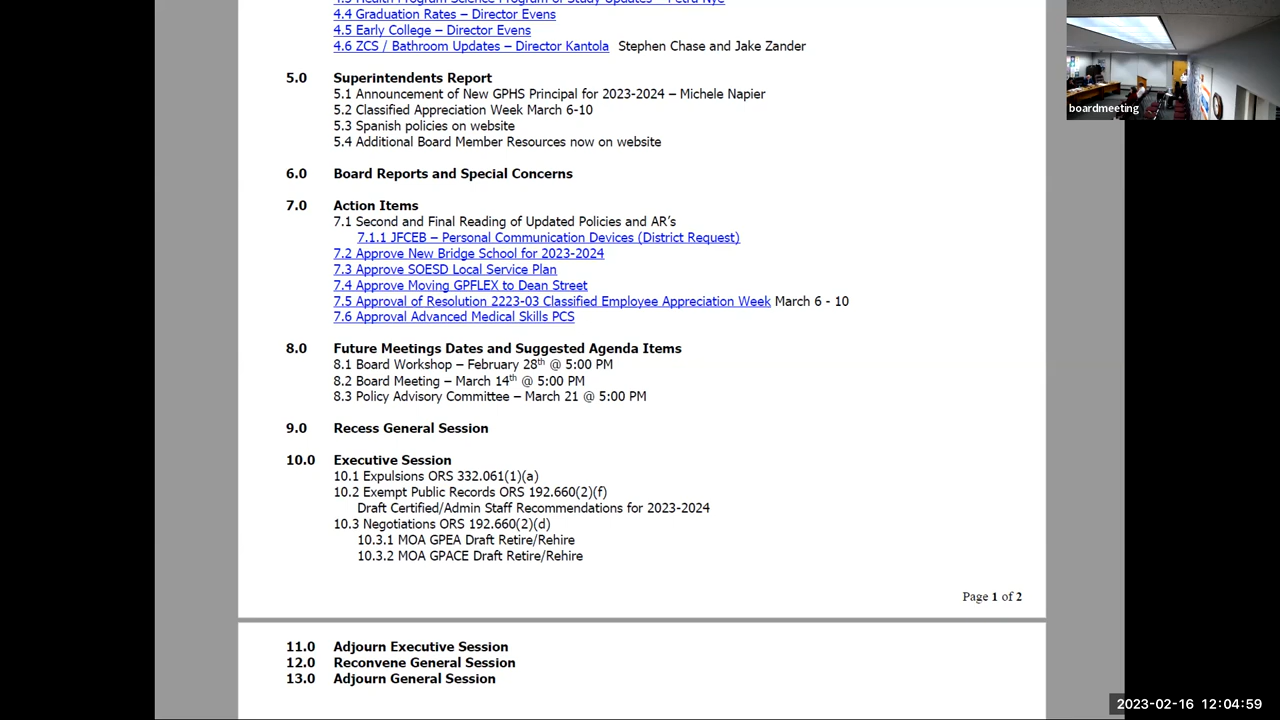 4.3 Health Program Science Program of Study Updates – Petra Nye
4.4 Graduation Rates – Director Evens
4.5 Early College – Director Evens
4.6 ZCS / Bathroom Updates – Director Kantola Stephen Chase and Jake Zander
5.0 Superintendents Report
5.1 Announcement of New GPHS Principal for 2023-2024 – Michele Napier
5.2 Classified Appreciation Week March 6-10
5.3 Spanish policies on website
5.4 Additional Board Member Resources now on website
6.0 Board Reports and Special Concerns
7.0 Action Items
7.1 Second and Final Reading of Updated Policies and AR's
7.1.1 JFCEB – Personal Communication Devices (District Request)
7.2 Approve New Bridge School for 2023-2024
7.3 Approve SOESD Local Service Plan
7.4 Approve Moving GPFLEX to Dean Street
7.5 Approval of Resolution 2223-03 Classified Employee Appreciation Week March 6 - 10
7.6 Approval Advanced Medical Skills PCS
8.0 Future Meetings Dates and Suggested Agenda Items
8.1 Board Workshop – February 28th @ 5:00 PM
8.2 Board Meeting – March 14th @ 5:00 PM
8.3 Policy Advisory Committee – March 21 @ 5:00 PM
9.0 Recess General Session
10.0 Executive Session
10.1 Expulsions ORS 332.061(1)(a)
10.2 Exempt Public Records ORS 192.660(2)(f)
Draft Certified/Admin Staff Recommendations for 2023-2024
10.3 Negotiations ORS 192.660(2)(d)
10.3.1 MOA GPEA Draft Retire/Rehire
10.3.2 MOA GPACE Draft Retire/Rehire
Page 1 of 2
11.0 Adjourn Executive Session
12.0 Reconvene General Session
13.0 Adjourn General Session
boardmeeting
2023-02-16 12:04:59